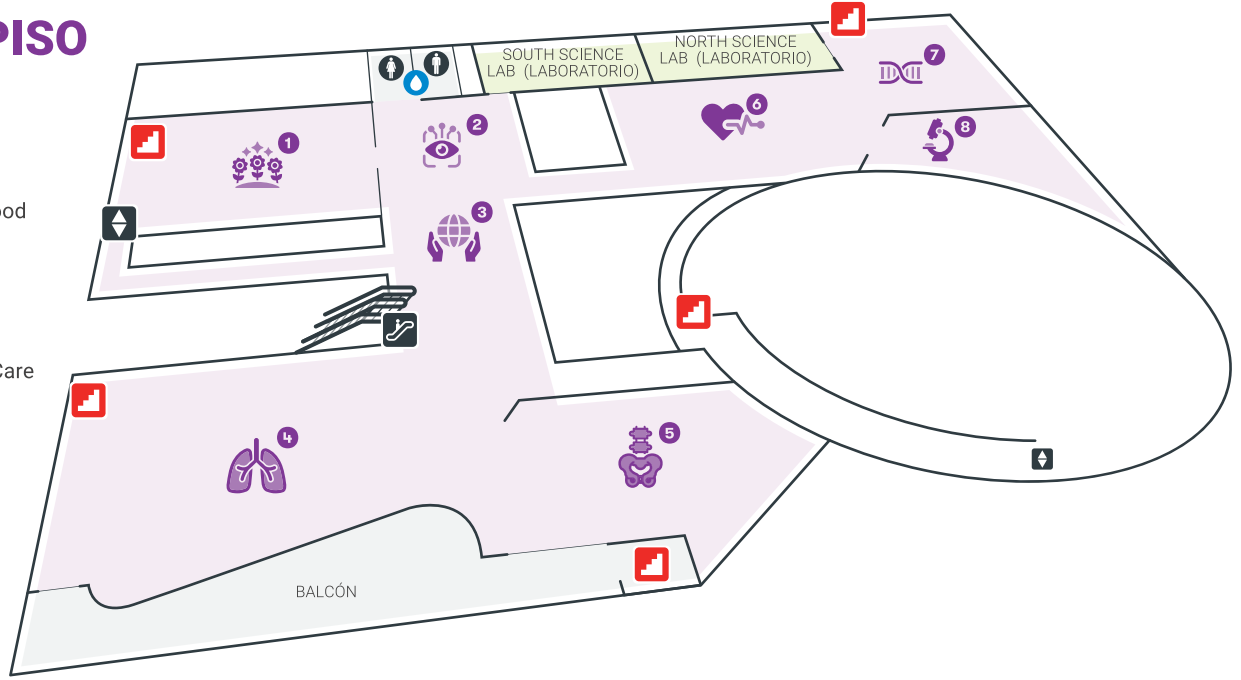 PISO
SOUTH SCIENCE
LAB (LABORATORIO)
NORTH SCIENCE
LAB (LABORATORIO)
7
6
8
1
2
3
ood
Care
4
5
BALCÓN